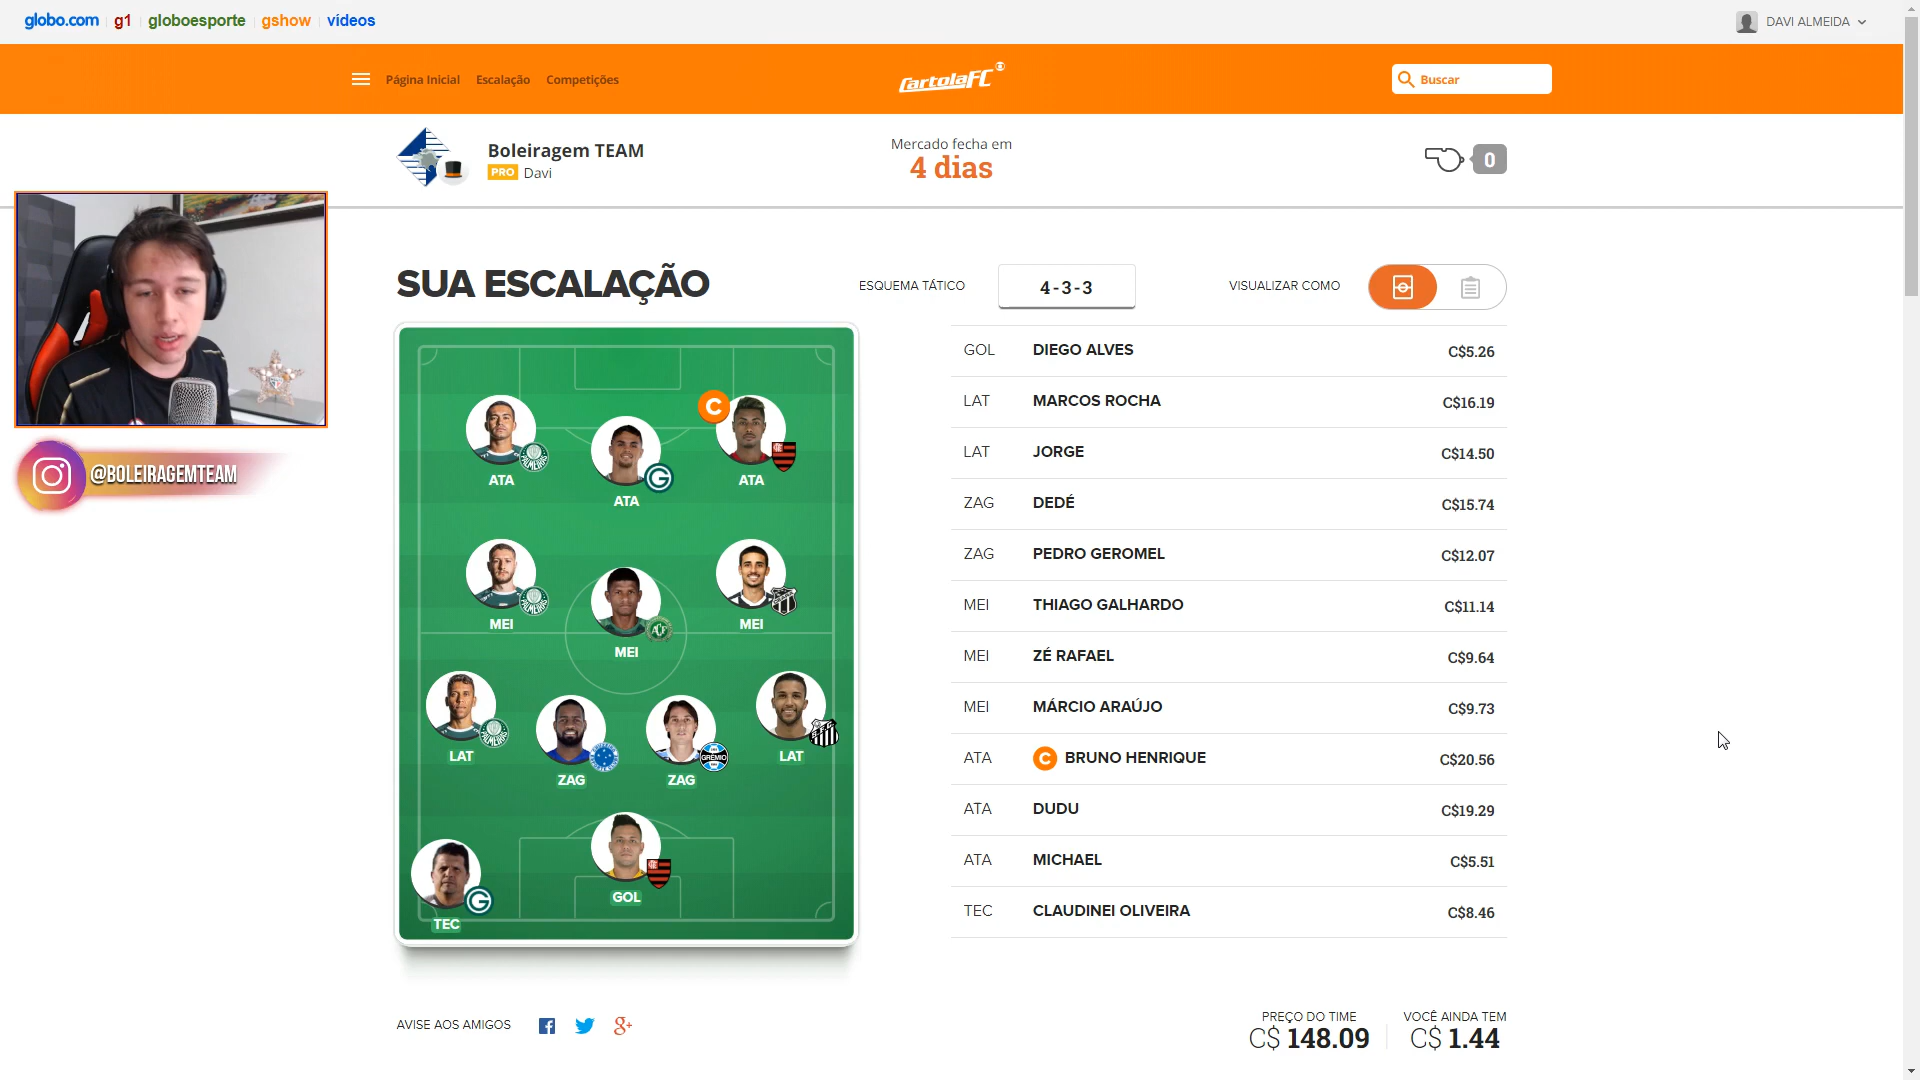 globo.com g1 globoesporte gshow vídeos
DAVI ALMEIDA
Página Inicial Escalação Competições
CartolaFC
Buscar
Boleiragem TEAM
PRO Davi
Mercado fecha em
4 dias
0
@BOLEIRAGEMTEAM
SUA ESCALAÇÃO
ESQUEMA TÁTICO 4-3-3
VISUALIZAR COMO
C
ATA ATA ATA
MEI MEI MEI
LAT ZAG ZAG LAT
GRÊMIO
TEC GOL
GOL DIEGO ALVES C$5.26
LAT MARCOS ROCHA C$16.19
LAT JORGE C$14.50
ZAG DEDÉ C$15.74
ZAG PEDRO GEROMEL C$12.07
MEI THIAGO GALHARDO C$11.14
MEI ZÉ RAFAEL C$9.64
MEI MÁRCIO ARAÚJO C$9.73
ATA C BRUNO HENRIQUE C$20.56
ATA DUDU C$19.29
ATA MICHAEL C$5.51
TEC CLAUDINEI OLIVEIRA C$8.46
AVISE AOS AMIGOS
PREÇO DO TIME
C$ 148.09
VOCÊ AINDA TEM
C$ 1.44